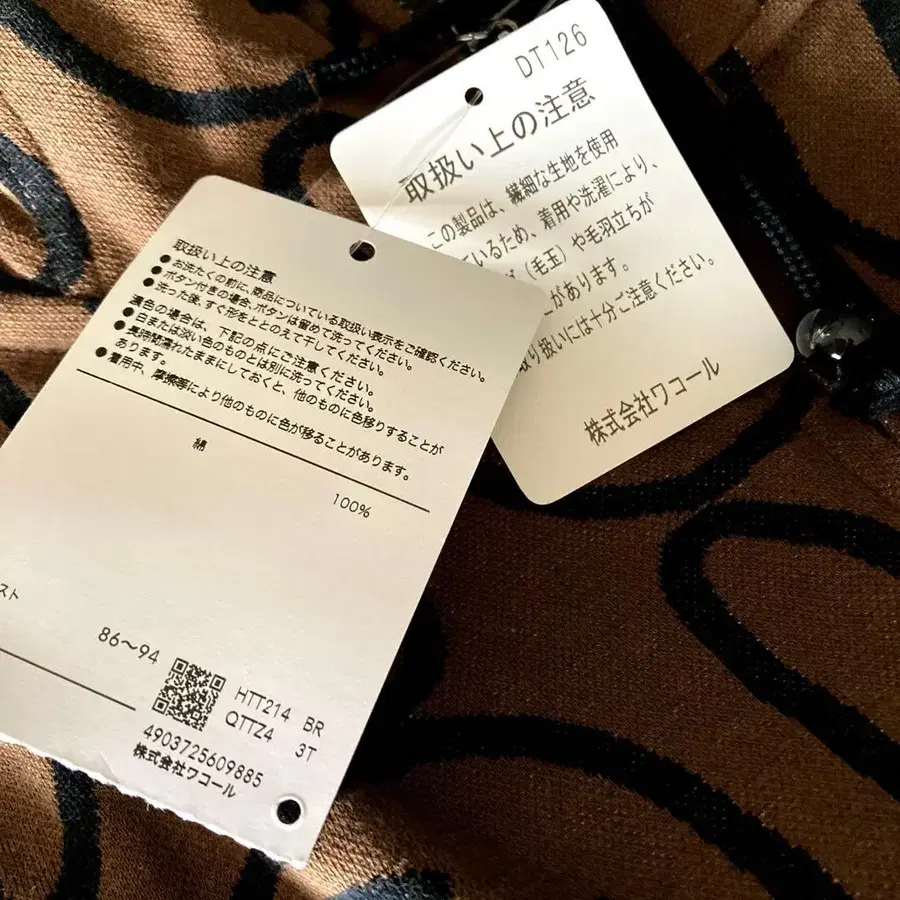 DT126
取扱い上の注意
この製品は、繊細な生地を使用
ているため、着用や洗濯により、
(毛玉)や毛羽立ちが
があります。
取り扱いには十分ご注意ください。
株式会社ワコール
取扱い上の注意
●お洗たくの前に、商品についている取扱い表示をご確認ください。
●ボタン付きの場合、ボタンは留めて洗ってください。
●洗った後、すぐ形をととのえて干してください。
濃色の場合は、下記の点にご注意ください。
●白または淡い色のものとは別に洗ってください。
●長時間濡れたままにしておくと、他のものに色移りすることが
あります。
●着用中、摩擦等により他のものに色が移ることがあります。
綿
100%
スト
86〜94
HTT214 BR
QTTZ4 3T
4903725609885
株式会社ワコール